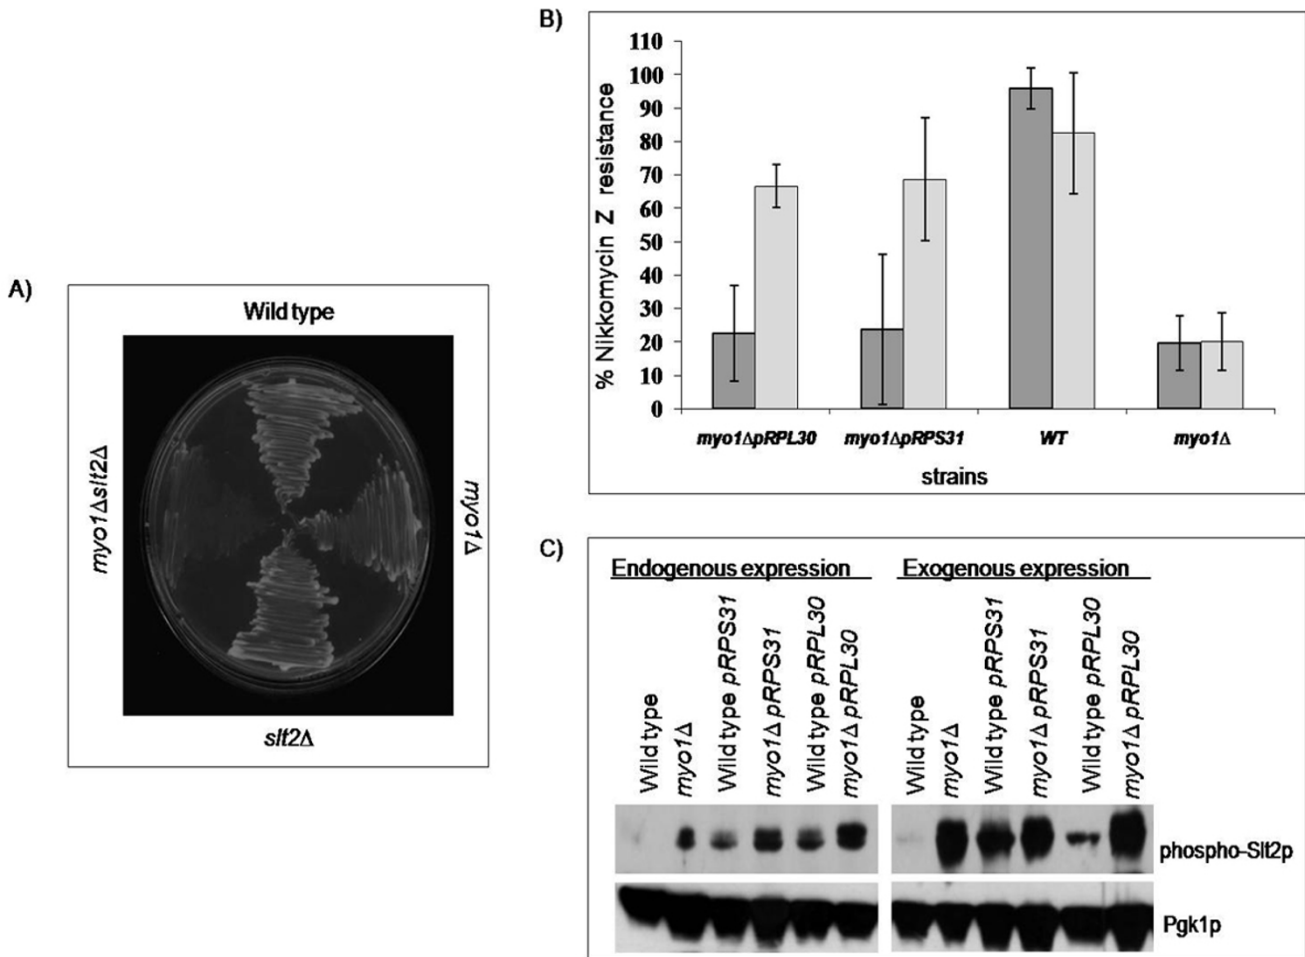 A)
Wild type
myo1Δslt2Δ
myo1Δ
slt2Δ
B)
% Nikkomycin Z resistance
110
100
90
80
70
60
50
40
30
20
10
0
myo1ΔpRPL30
myo1ΔpRPS31
WT
myo1Δ
strains
C)
Endogenous expression
Exogenous expression
Wild type
myo1Δ
Wild type pRPS31
myo1Δ pRPS31
Wild type pRPL30
myo1Δ pRPL30
Wild type
myo1Δ
Wild type pRPS31
myo1Δ pRPS31
Wild type pRPL30
myo1Δ pRPL30
phospho-Slt2p
Pgk1p